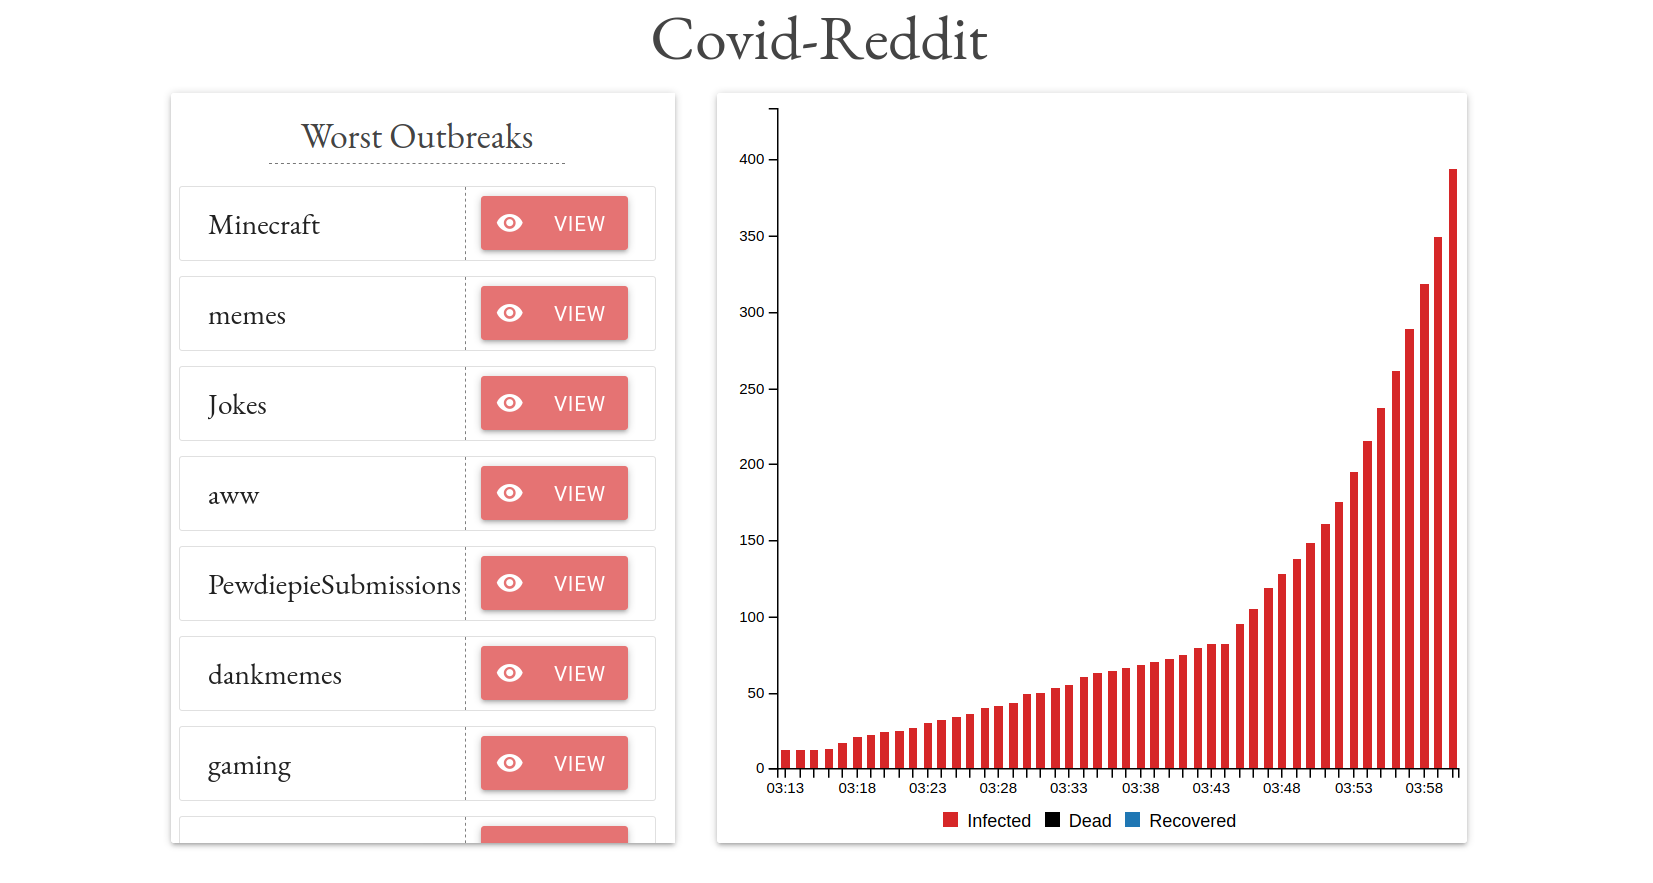 Covid-Reddit
Worst Outbreaks
Minecraft VIEW
memes VIEW
Jokes VIEW
aww VIEW
PewdiepieSubmissions VIEW
dankmemes VIEW
gaming VIEW
400
350
300
250
200
150
100
50
0
03:13 03:18 03:23 03:28 03:33 03:38 03:43 03:48 03:53 03:58
Infected Dead Recovered